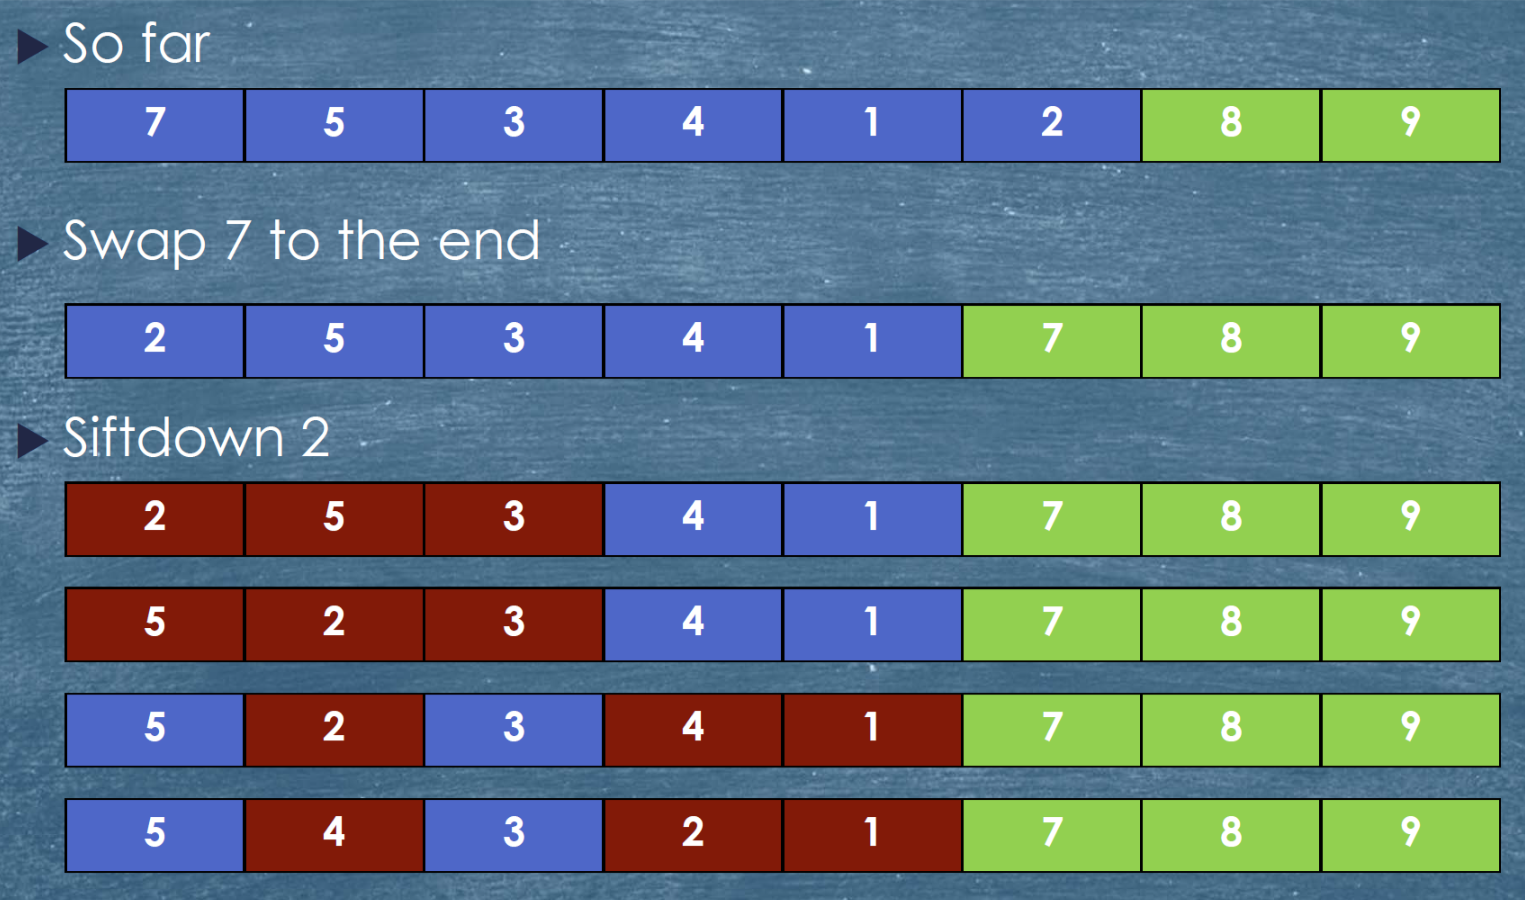 So far
7 5 3 4 1 2 8 9
Swap 7 to the end
2 5 3 4 1 7 8 9
Siftdown 2
2 5 3 4 1 7 8 9
5 2 3 4 1 7 8 9
5 2 3 4 1 7 8 9
5 4 3 2 1 7 8 9